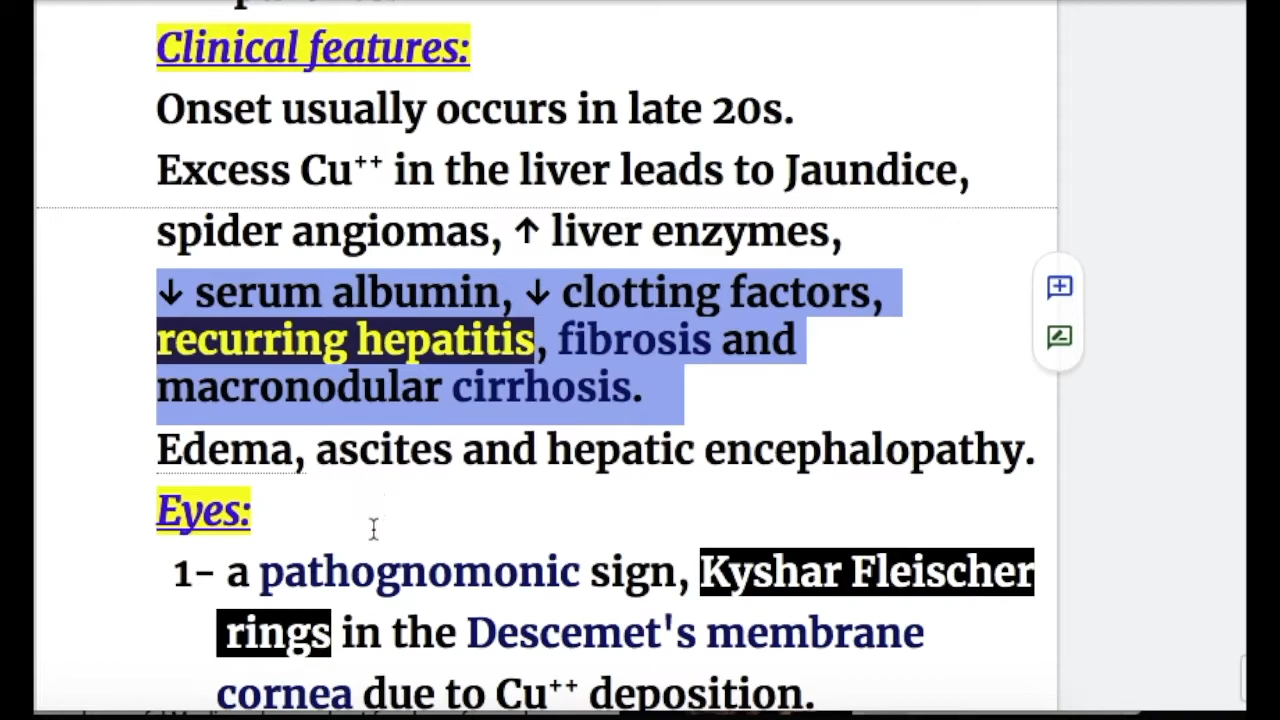 Clinical features:
Onset usually occurs in late 20s.
Excess Cu⁺⁺ in the liver leads to Jaundice,
spider angiomas, ↑ liver enzymes,
↓ serum albumin, ↓ clotting factors,
recurring hepatitis, fibrosis and
macronodular cirrhosis.
Edema, ascites and hepatic encephalopathy.
Eyes:
1- a pathognomonic sign, Kyshar Fleischer
rings in the Descemet's membrane
cornea due to Cu⁺⁺ deposition.